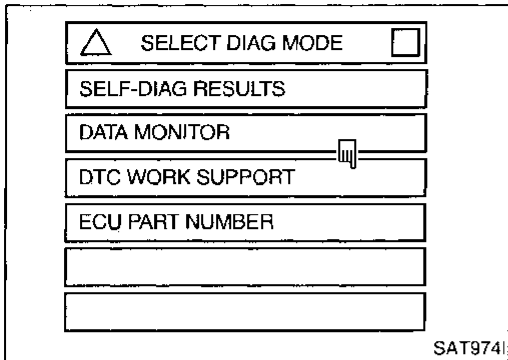 SELECT DIAG MODE
SELF-DIAG RESULTS
DATA MONITOR
DTC WORK SUPPORT
ECU PART NUMBER
SAT974I